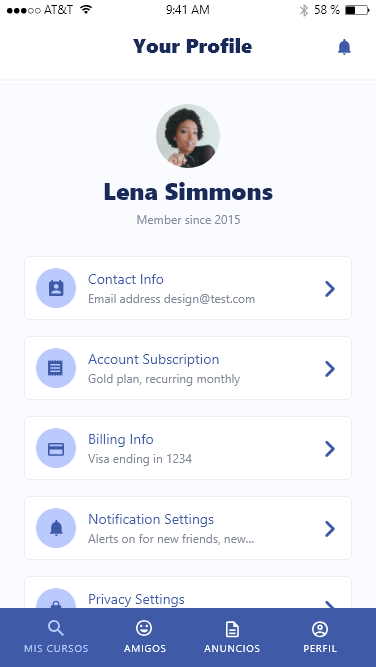 AT&T 9:41 AM 58 %
Your Profile
Lena Simmons
Member since 2015
Contact Info
Email address design@test.com
Account Subscription
Gold plan, recurring monthly
Billing Info
Visa ending in 1234
Notification Settings
Alerts on for new friends, new...
Privacy Settings
MIS CURSOS AMIGOS ANUNCIOS PERFIL